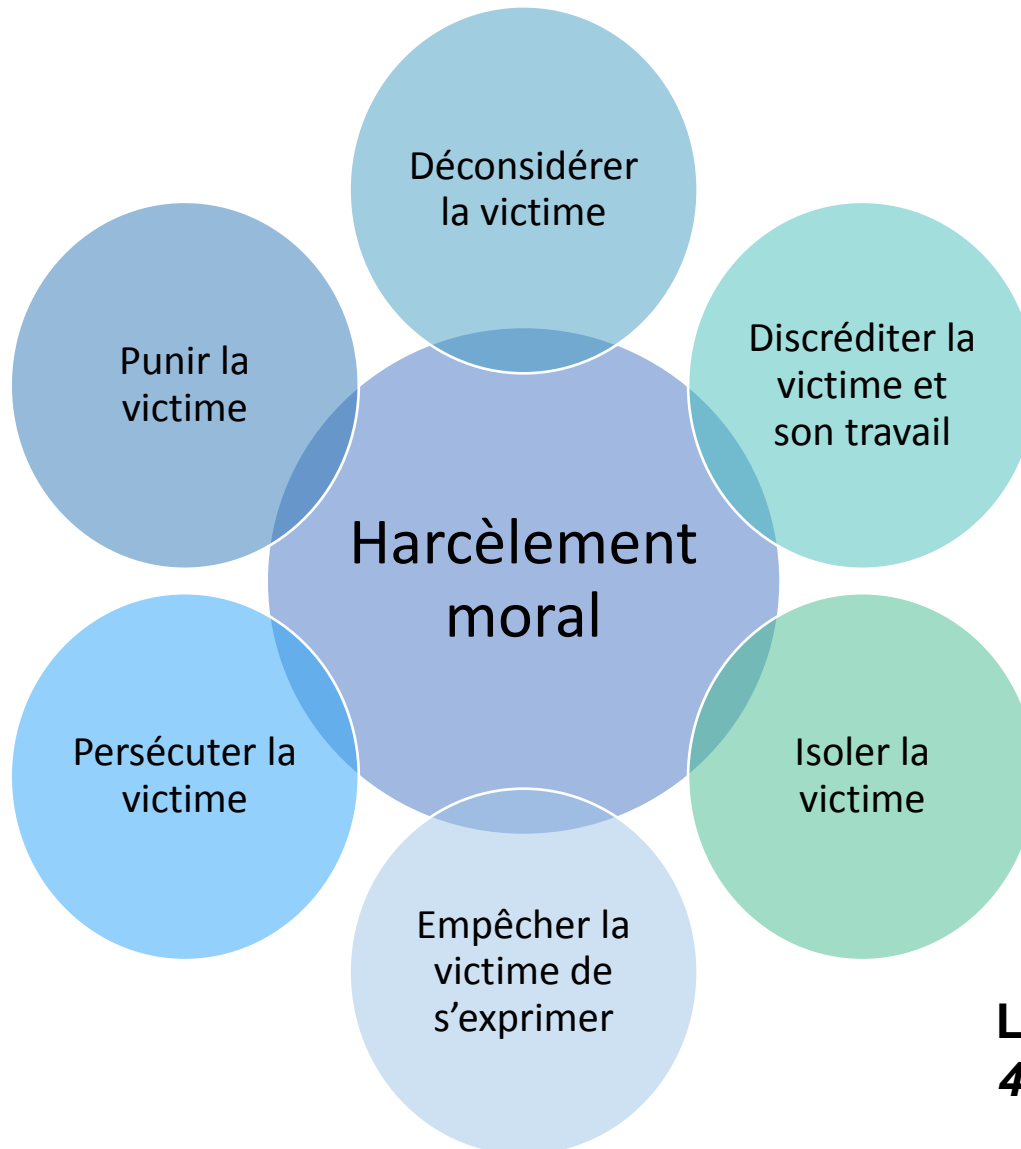 Déconsidérer
la victime
Discréditer la
victime et
son travail
Isoler la
victime
Empêcher la
victime de
s’exprimer
Persécuter la
victime
Punir la
victime
Harcèlement
moral
L
4